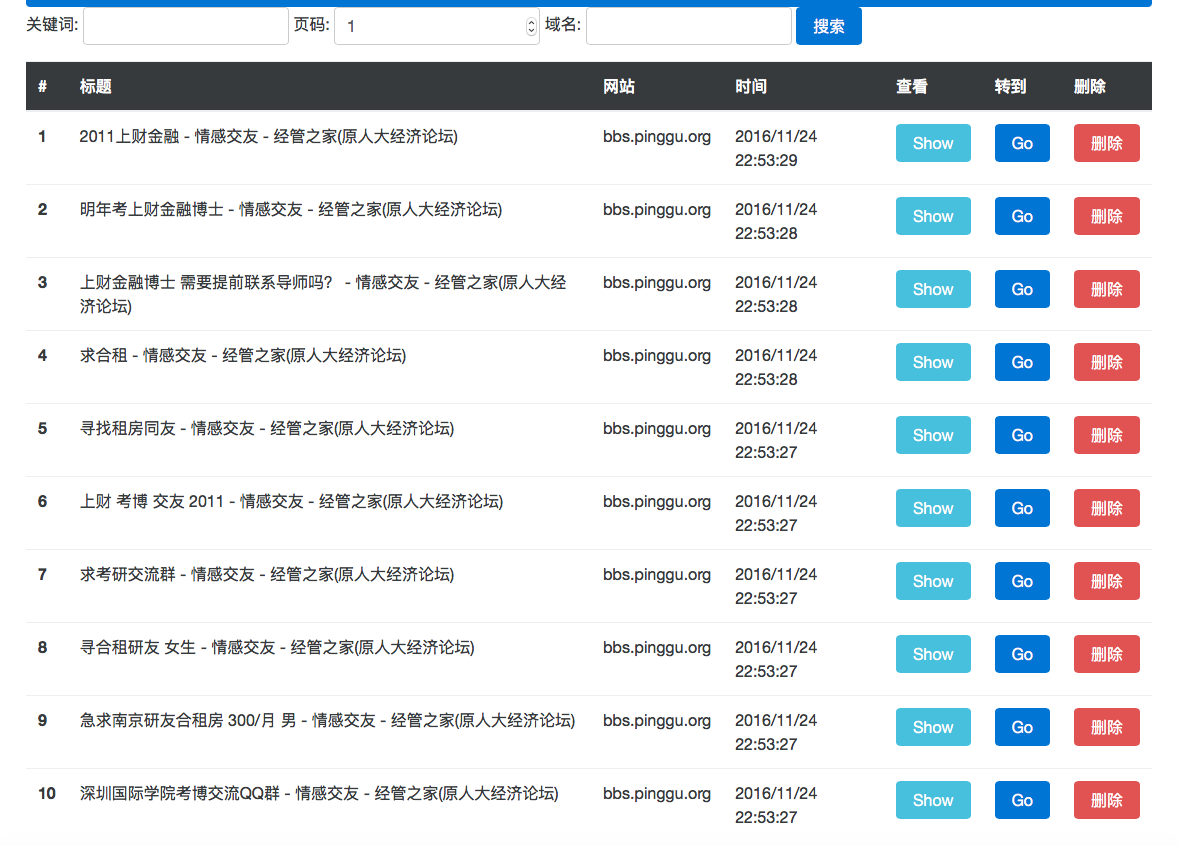 关键词: 页码: 1 域名: 搜索
# 标题 网站 时间 查看 转到 删除
1 2011上财金融 - 情感交友 - 经管之家(原人大经济论坛) bbs.pinggu.org 2016/11/24 Show Go 删除
22:53:29
2 明年考上财金融博士 - 情感交友 - 经管之家(原人大经济论坛) bbs.pinggu.org 2016/11/24 Show Go 删除
22:53:28
3 上财金融博士 需要提前联系导师吗? - 情感交友 - 经管之家(原人大经 bbs.pinggu.org 2016/11/24 Show Go 删除
济论坛) 22:53:28
4 求合租 - 情感交友 - 经管之家(原人大经济论坛) bbs.pinggu.org 2016/11/24 Show Go 删除
22:53:28
5 寻找租房同友 - 情感交友 - 经管之家(原人大经济论坛) bbs.pinggu.org 2016/11/24 Show Go 删除
22:53:27
6 上财 考博 交友 2011 - 情感交友 - 经管之家(原人大经济论坛) bbs.pinggu.org 2016/11/24 Show Go 删除
22:53:27
7 求考研交流群 - 情感交友 - 经管之家(原人大经济论坛) bbs.pinggu.org 2016/11/24 Show Go 删除
22:53:27
8 寻合租研友 女生 - 情感交友 - 经管之家(原人大经济论坛) bbs.pinggu.org 2016/11/24 Show Go 删除
22:53:27
9 急求南京研友合租房 300/月 男 - 情感交友 - 经管之家(原人大经济论坛) bbs.pinggu.org 2016/11/24 Show Go 删除
22:53:27
10 深圳国际学院考博交流QQ群 - 情感交友 - 经管之家(原人大经济论坛) bbs.pinggu.org 2016/11/24 Show Go 删除
22:53:27